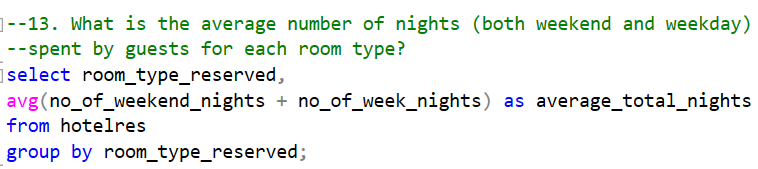 --13. What is the average number of nights (both weekend and weekday)
--spent by guests for each room type?
select room_type_reserved,
avg(no_of_weekend_nights + no_of_week_nights) as average_total_nights
from hotelres
group by room_type_reserved;